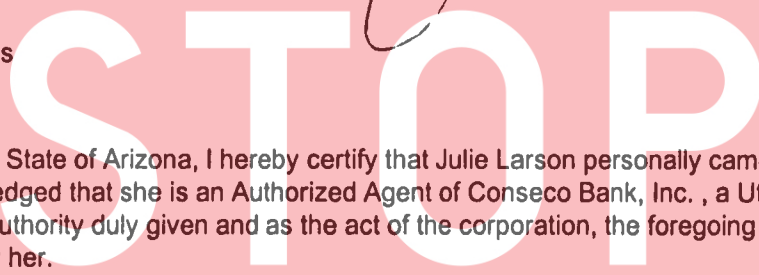 s
STOP
State of Arizona, I hereby certify that Julie Larson personally cam
edged that she is an Authorized Agent of Conseco Bank, Inc. , a Ut
uthority duly given and as the act of the corporation, the foregoing
her.